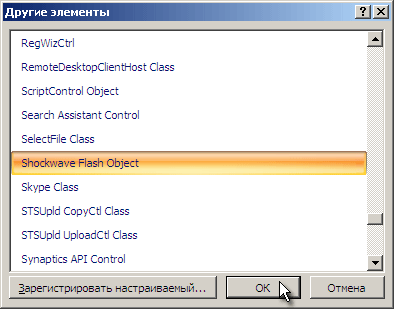 Другие элементы
RegWizCtrl
RemoteDesktopClientHost Class
ScriptControl Object
Search Assistant Control
SelectFile Class
Shockwave Flash Object
Skype Class
STSUpld CopyCtl Class
STSUpld UploadCtl Class
Synaptics API Control
Зарегистрировать настраиваемый... ОК Отмена